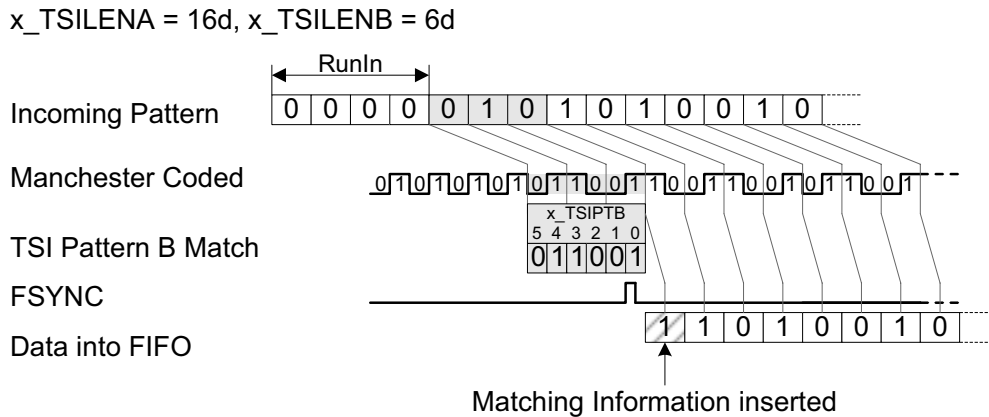 x_TSILENA = 16d, x_TSILENB = 6d
RunIn
Incoming Pattern 0 0 0 0 0 1 0 1 0 1 0 0 1 0
Manchester Coded 0 1 0 1 0 1 0 1 0 1 1 0 0 1 1 0 0 1 1 0 0 1 0 1 1 0 0 1
x_TSIPTB
5 4 3 2 1 0
TSI Pattern B Match 0 1 1 0 0 1
FSYNC
Data into FIFO 1 1 0 1 0 0 1 0
Matching Information inserted